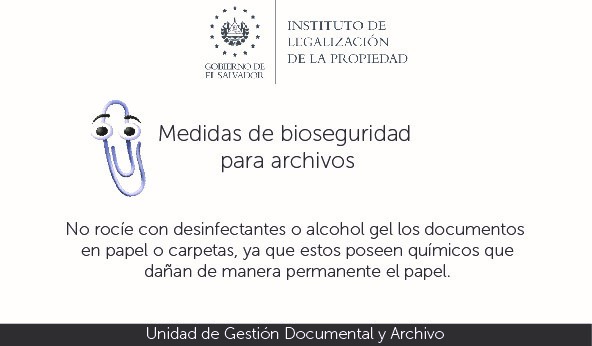 INSTITUTO DE
LEGALIZACIÓN
DE LA PROPIEDAD
GOBIERNO DE
EL SALVADOR
Medidas de bioseguridad
para archivos
No rocíe con desinfectantes o alcohol gel los documentos
en papel o carpetas, ya que estos poseen químicos que
dañan de manera permanente el papel.
Unidad de Gestión Documental y Archivo